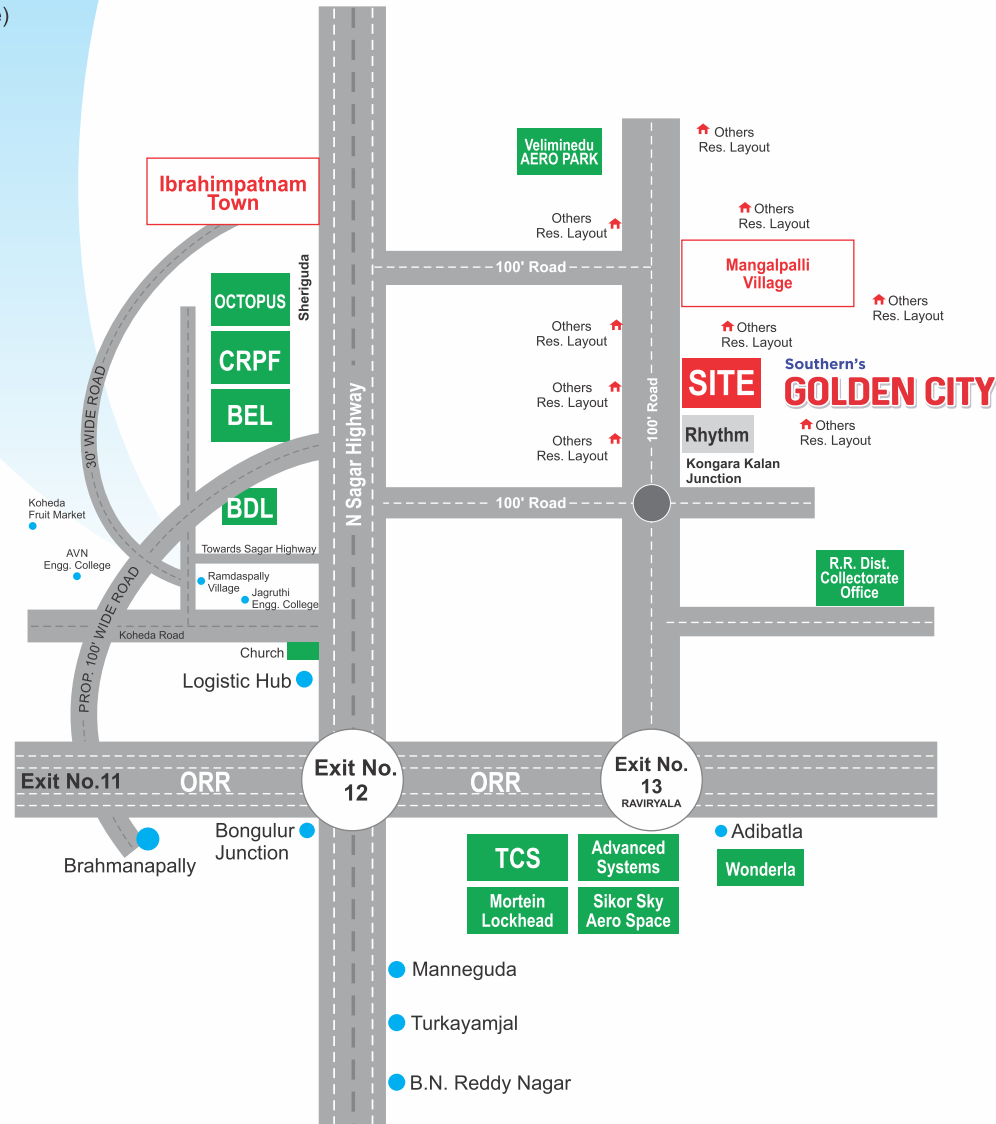 )
Ibrahimpatnam
Town
Veliminedu
AERO PARK
Others
Res. Layout
Others
Res. Layout
Others
Res. Layout
100' Road
Mangalpalli
Village
Others
Res. Layout
Others
Res. Layout
Others
Res. Layout
OCTOPUS
Sheriguda
CRPF
BEL
BDL
30' WIDE ROAD
N Sagar Highway
Others
Res. Layout
Others
Res. Layout
100' Road
SITE
Southern's
GOLDEN CITY
Rhythm
Others
Res. Layout
Kongara Kalan
Junction
100' Road
Koheda
Fruit Market
AVN
Engg. College
Towards Sagar Highway
Ramdaspally
Village
Jagruthi
Engg. College
Koheda Road
PROP. 100' WIDE ROAD
Church
Logistic Hub
R.R. Dist.
Collectorate
Office
Exit No.11
ORR
Exit No.
12
ORR
Exit No.
13
RAVIRYALA
Brahmanapally
Bongulur
Junction
TCS
Advanced
Systems
Mortein
Lockhead
Sikor Sky
Aero Space
Adibatla
Wonderla
Manneguda
Turkayamjal
B.N. Reddy Nagar